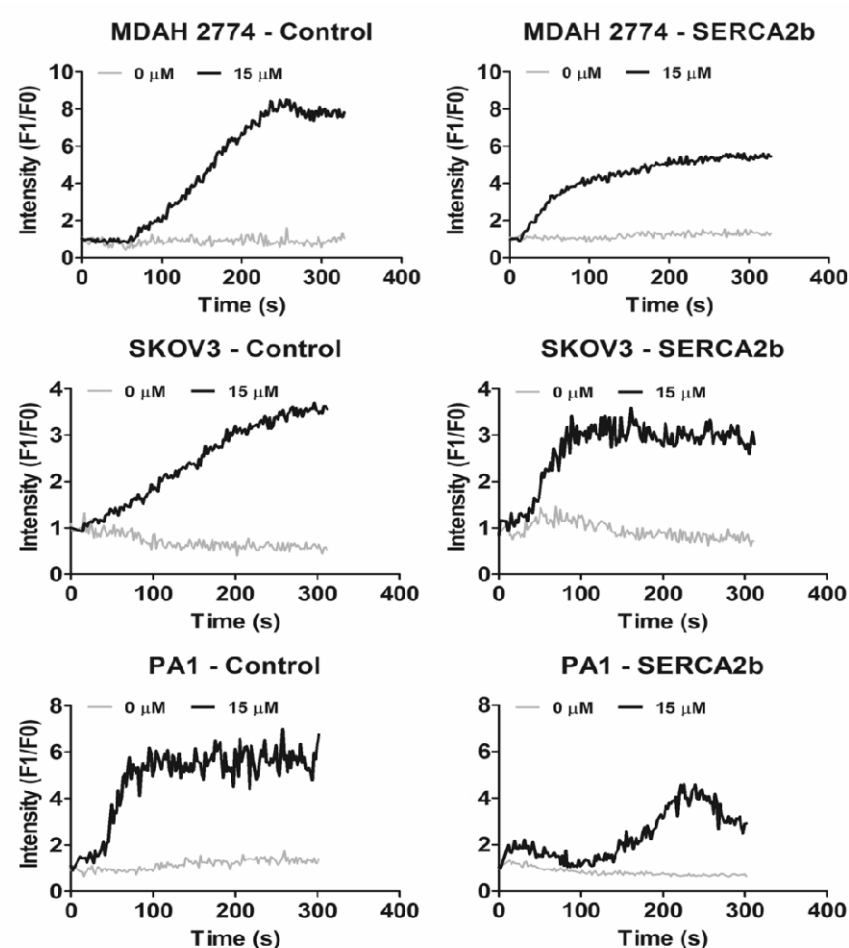 MDAH 2774 - Control
0 μM 15 μM
Intensity (F1/F0)
10
8
6
4
2
0
0 100 200 300 400
Time (s)
MDAH 2774 - SERCA2b
0 μM 15 μM
Intensity (F1/F0)
10
8
6
4
2
0
0 100 200 300 400
Time (s)
SKOV3 - Control
0 μM 15 μM
Intensity (F1/F0)
4
3
2
1
0
0 100 200 300 400
Time (s)
SKOV3 - SERCA2b
0 μM 15 μM
Intensity (F1/F0)
4
3
2
1
0
0 100 200 300 400
Time (s)
PA1 - Control
0 μM 15 μM
Intensity (F1/F0)
8
6
4
2
0
0 100 200 300 400
Time (s)
PA1 - SERCA2b
0 μM 15 μM
Intensity (F1/F0)
8
6
4
2
0
0 100 200 300 400
Time (s)